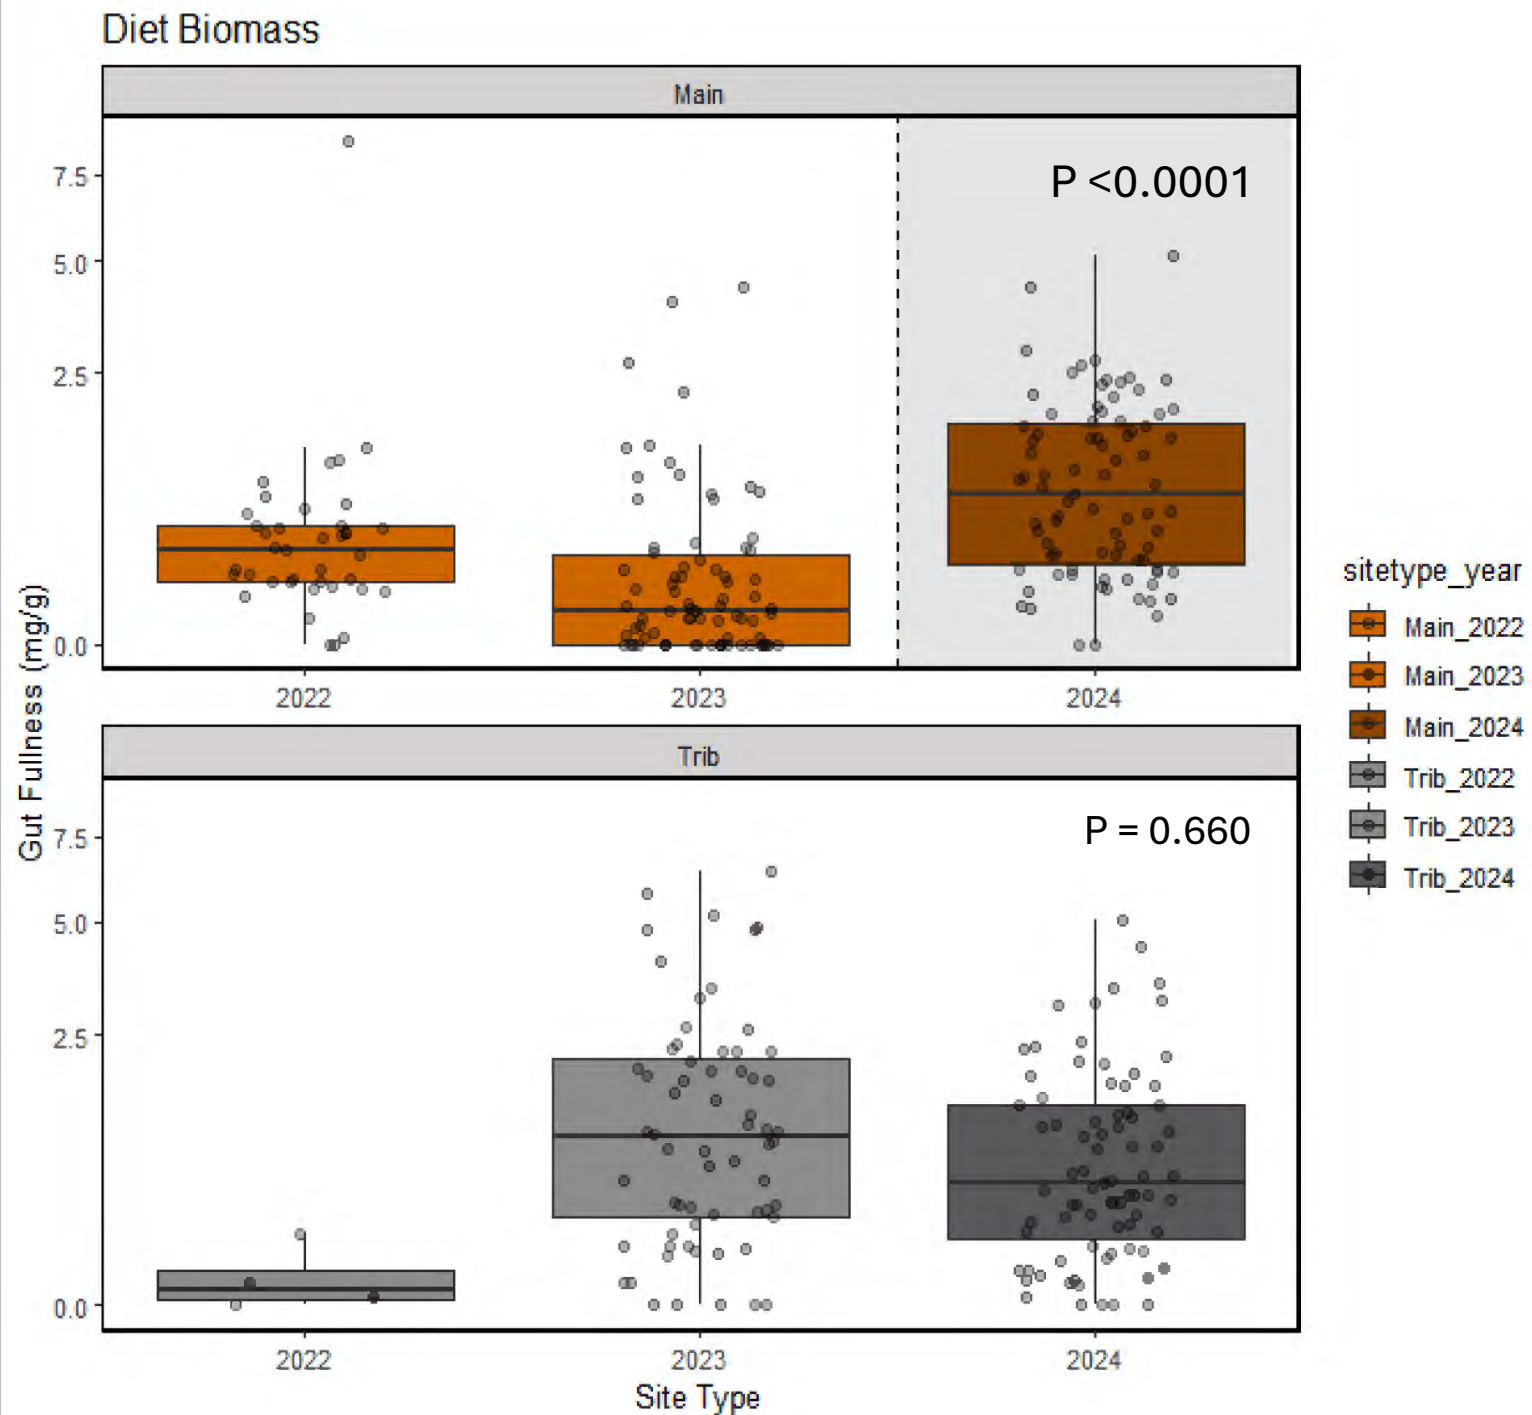 Diet Biomass
Main
7.5
5.0
2.5
0.0
P <0.0001
2022 2023 2024
Trib
7.5
5.0
2.5
0.0
P = 0.660
2022 2023 2024
Gut Fullness (mg/g)
Site Type
sitetype_year
Main_2022
Main_2023
Main_2024
Trib_2022
Trib_2023
Trib_2024